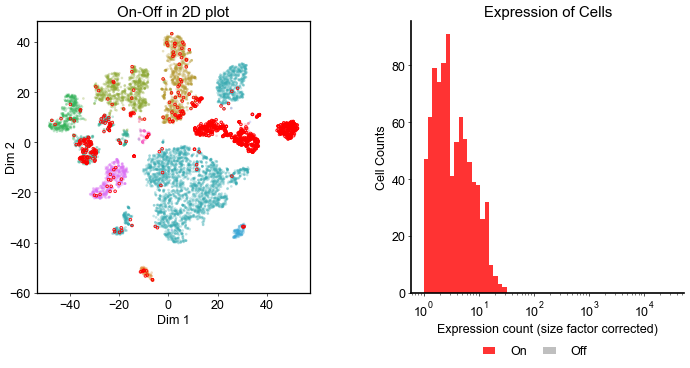 On-Off in 2D plot
40
20
0
−20
−40
−60
Dim 2
−40 −20 0 20 40
Dim 1
Expression of Cells
80
60
40
20
0
Cell Counts
10^0 10^1 10^2 10^3 10^4
Expression count (size factor corrected)
On Off